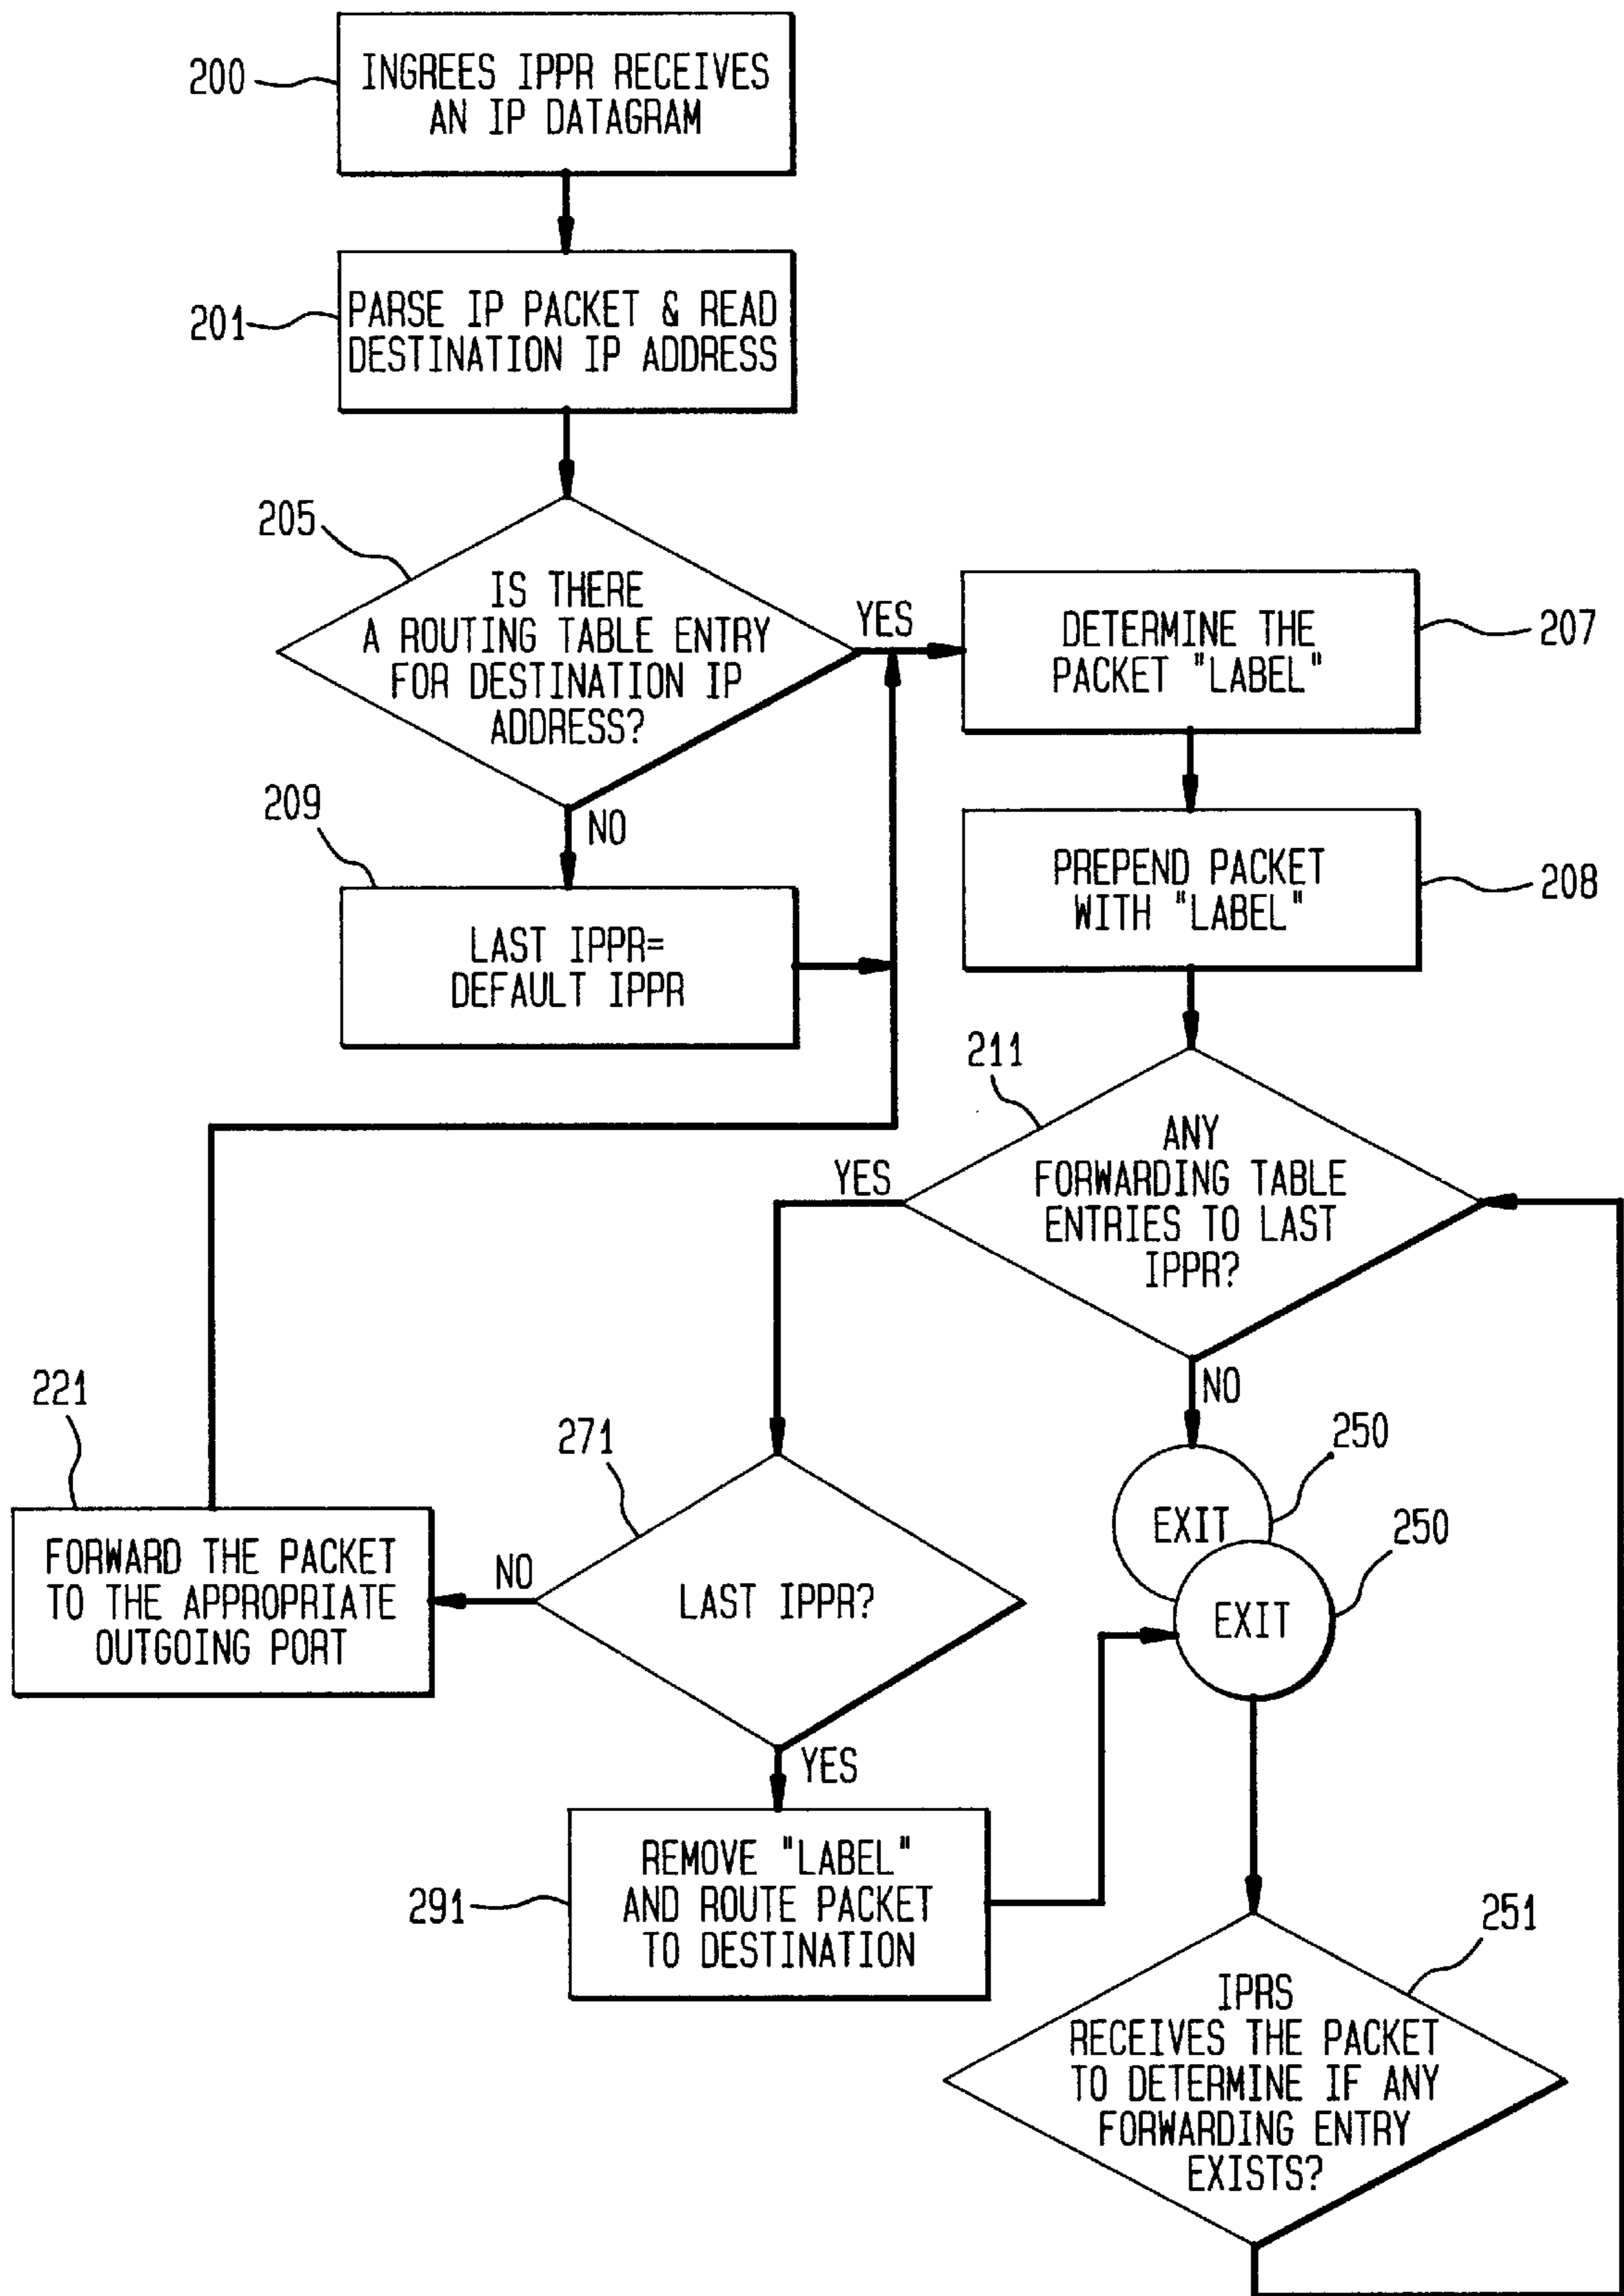 200
INGREES IPPR RECEIVES
AN IP DATAGRAM
201
PARSE IP PACKET & READ
DESTINATION IP ADDRESS
205
IS THERE
A ROUTING TABLE ENTRY
FOR DESTINATION IP
ADDRESS?
YES
NO
DETERMINE THE
PACKET "LABEL"
207
209
LAST IPPR=
DEFAULT IPPR
PREPEND PACKET
WITH "LABEL"
208
211
ANY
FORWARDING TABLE
ENTRIES TO LAST
IPPR?
YES
NO
221
FORWARD THE PACKET
TO THE APPROPRIATE
OUTGOING PORT
271
NO
LAST IPPR?
YES
EXIT
250
EXIT
250
291
REMOVE "LABEL"
AND ROUTE PACKET
TO DESTINATION
251
IPRS
RECEIVES THE PACKET
TO DETERMINE IF ANY
FORWARDING ENTRY
EXISTS?